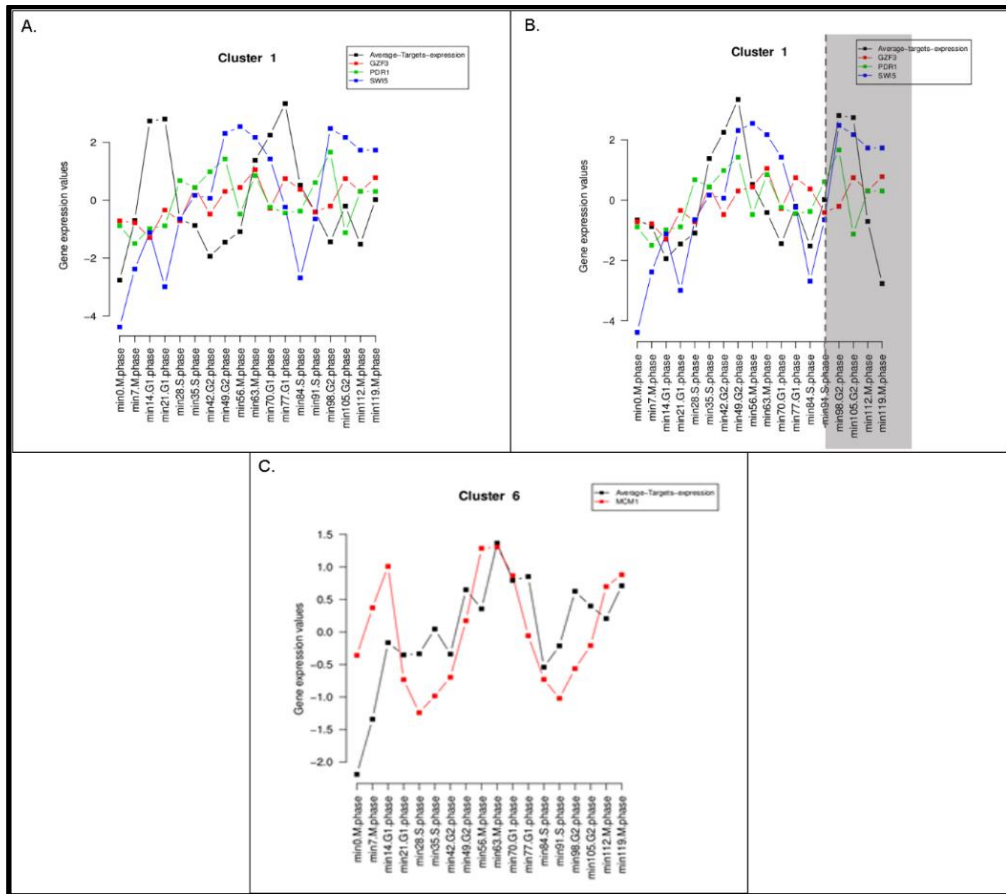 A.
Cluster 1
Average-Targets-expression
GZF3
PDR1
SWI5
Gene expression values
2
0
-2
-4
min0.M.phase
min7.M.phase
min14.G1.phase
min21.G1.phase
min28.S.phase
min35.S.phase
min42.G2.phase
min49.G2.phase
min56.M.phase
min63.M.phase
min70.G1.phase
min77.G1.phase
min84.S.phase
min91.S.phase
min98.G2.phase
min105.G2.phase
min112.M.phase
min119.M.phase
B.
Cluster 1
Average-targets-expression
GZF3
PDR1
SWI5
Gene expression values
2
0
-2
-4
min0.M.phase
min7.M.phase
min14.G1.phase
min21.G1.phase
min28.S.phase
min35.S.phase
min42.G2.phase
min49.G2.phase
min56.M.phase
min63.M.phase
min70.G1.phase
min77.G1.phase
min84.S.phase
min91.S.phase
min98.G2.phase
min105.G2.phase
min112.M.phase
min119.M.phase
C.
Cluster 6
Average-Targets-expression
MCM1
Gene expression values
1.5
1.0
0.5
0.0
-0.5
-1.0
-1.5
-2.0
min0.M.phase
min7.M.phase
min14.G1.phase
min21.G1.phase
min28.S.phase
min35.S.phase
min42.G2.phase
min49.G2.phase
min56.M.phase
min63.M.phase
min70.G1.phase
min77.G1.phase
min84.S.phase
min91.S.phase
min98.G2.phase
min105.G2.phase
min112.M.phase
min119.M.phase